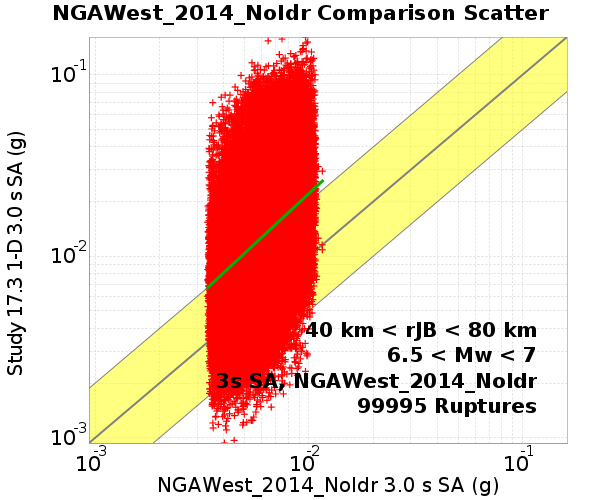 NGAWest_2014_NoIdr Comparison Scatter
Study 17.3 1-D 3.0 s SA (g)
10-1
10-2
10-3
40 km < rJB < 80 km
6.5 < Mw < 7
3s SA, NGAWest_2014_NoIdr
99995 Ruptures
10-3 10-2 10-1
NGAWest_2014_NoIdr 3.0 s SA (g)